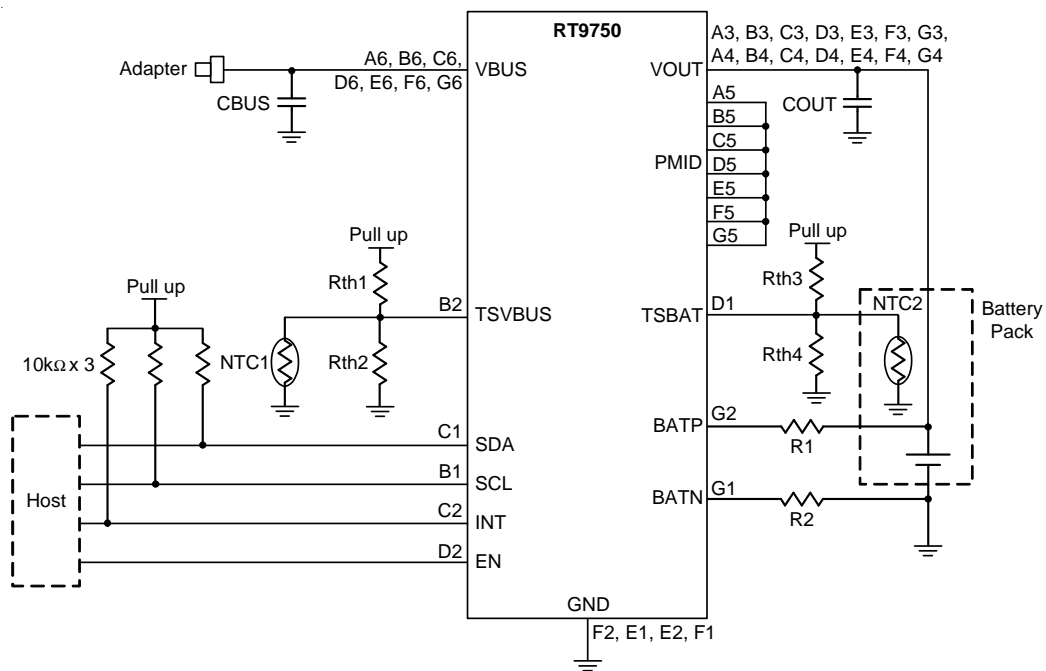 RT9750
A3, B3, C3, D3, E3, F3, G3,
A4, B4, C4, D4, E4, F4, G4
Adapter
A6, B6, C6,
D6, E6, F6, G6
VBUS
VOUT
CBUS
COUT
A5
B5
C5
PMID
D5
E5
F5
G5
Pull up
Rth1
B2
TSVBUS
NTC1
Rth2
Pull up
Rth3
TSBAT
D1
NTC2
Battery
Pack
Rth4
Pull up
10kΩ x 3
BATP
G2
R1
BATN
G1
R2
Host
C1
SDA
B1
SCL
C2
INT
D2
EN
GND
F2, E1, E2, F1